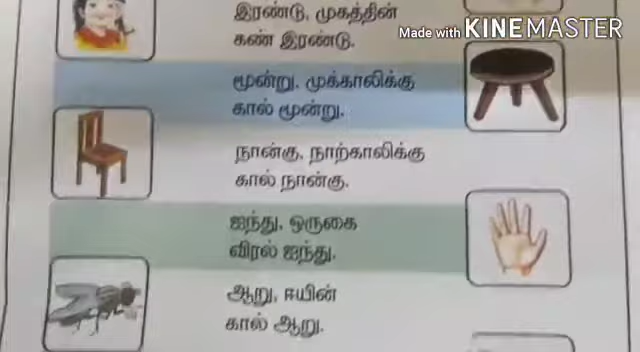 இரண்டு, முகத்தின்
கண் இரண்டு.
Made with KINEMASTER
மூன்று, முக்காலிக்கு
கால் மூன்று.
நான்கு, நாற்காலிக்கு
கால் நான்கு.
ஐந்து, ஒருகை
விரல் ஐந்து.
ஆறு, ஈயின்
கால் ஆறு.